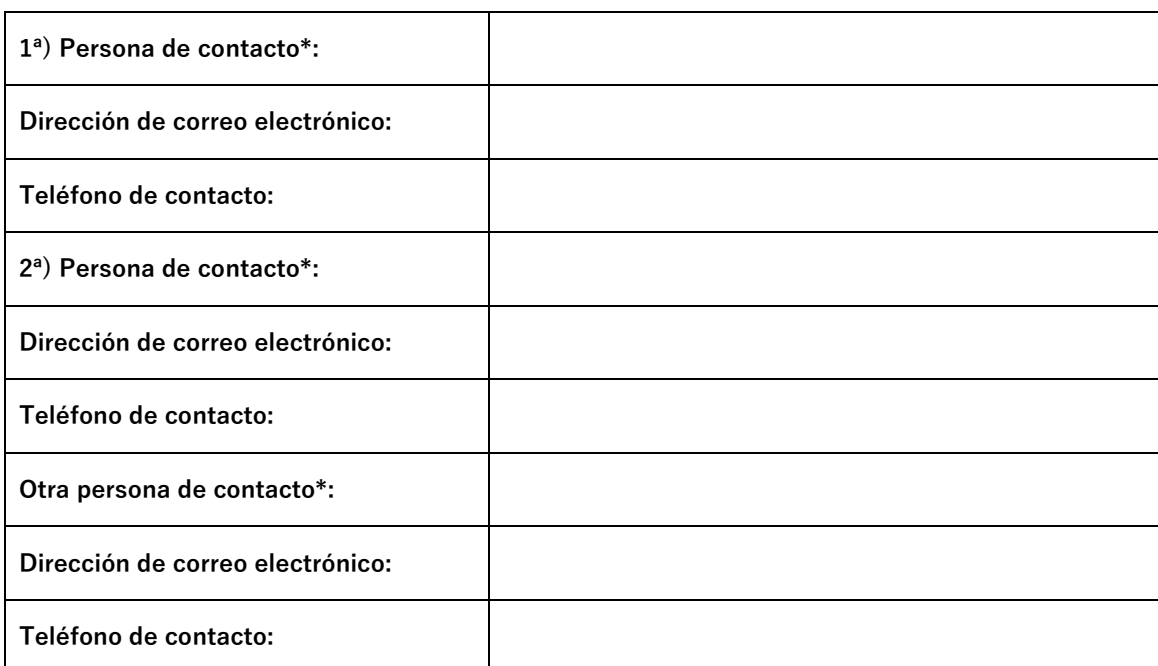 1ª) Persona de contacto*:
Dirección de correo electrónico:
Teléfono de contacto:
2ª) Persona de contacto*:
Dirección de correo electrónico:
Teléfono de contacto:
Otra persona de contacto*:
Dirección de correo electrónico:
Teléfono de contacto: